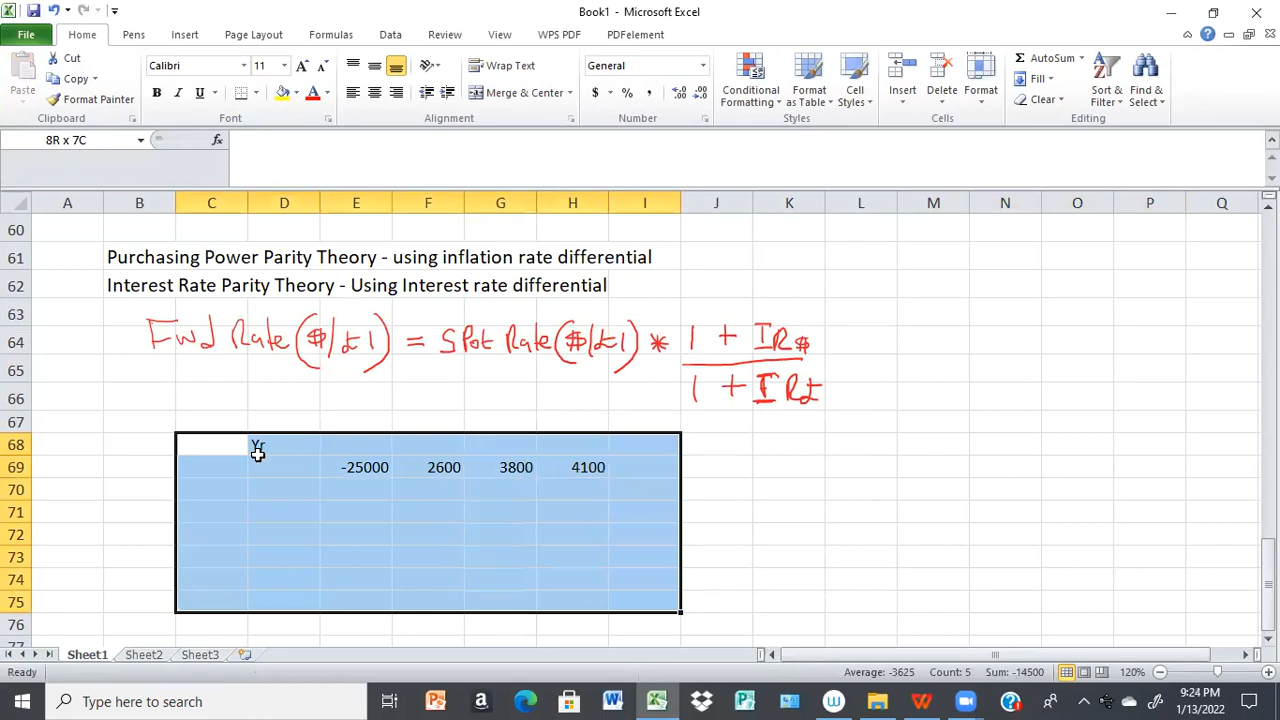 Book1 - Microsoft Excel
File Home Pens Insert Page Layout Formulas Data Review View WPS PDF PDFelement
Cut Calibri 11 Wrap Text General AutoSum
Copy Fill
Paste Format Painter B I U Merge & Center $ % , Conditional Formatting Format as Table Cell Styles Insert Delete Format Clear Sort & Filter Find & Select
Clipboard Font Alignment Number Styles Cells Editing
8R x 7C fx
A B C D E F G H I J K L M N O P Q
60
61 Purchasing Power Parity Theory - using inflation rate differential
62 Interest Rate Parity Theory - Using Interest rate differential
63
64 Fwd Rate ($/£1) = Spot Rate ($/£1) * 1 + IR$
65
66 1 + IR£
67
68 Yr
69 -25000 2600 3800 4100
70
71
72
73
74
75
76
77
Sheet1 Sheet2 Sheet3
Ready Average: -3625 Count: 5 Sum: -14500 120%
Type here to search 9:24 PM
1/13/2022